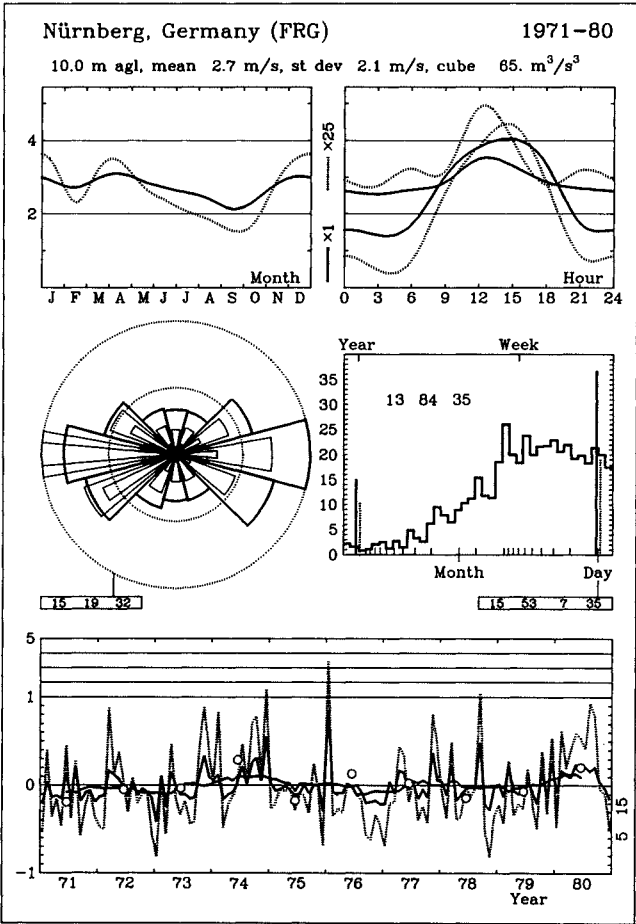 Nürnberg, Germany (FRG) 1971-80
10.0 m agl, mean 2.7 m/s, st dev 2.1 m/s, cube 65. m³/s³
4
2
×25
×1
Month
Hour
J F M A M J J A S O N D
0 3 6 9 12 15 18 21 24
Year Week
35
30
25
20
15
10
5
0
13 84 35
Month Day
15 19 32
15 53 7 35
5
1
0
-1
5 15
71 72 73 74 75 76 77 78 79 80
Year